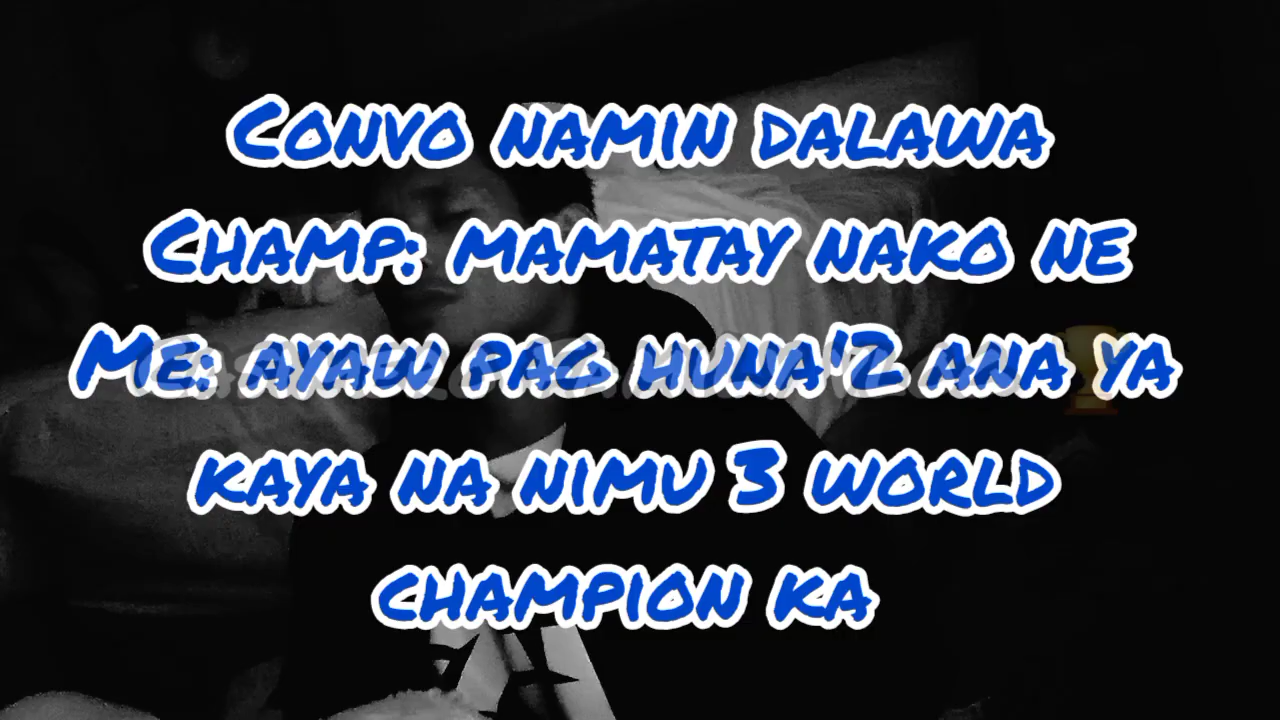 Convo namin dalawa
Champ: mamatay nako ne
Me: ayaw pag huna'2 ana ya
kaya na nimu 3 world
champion ka